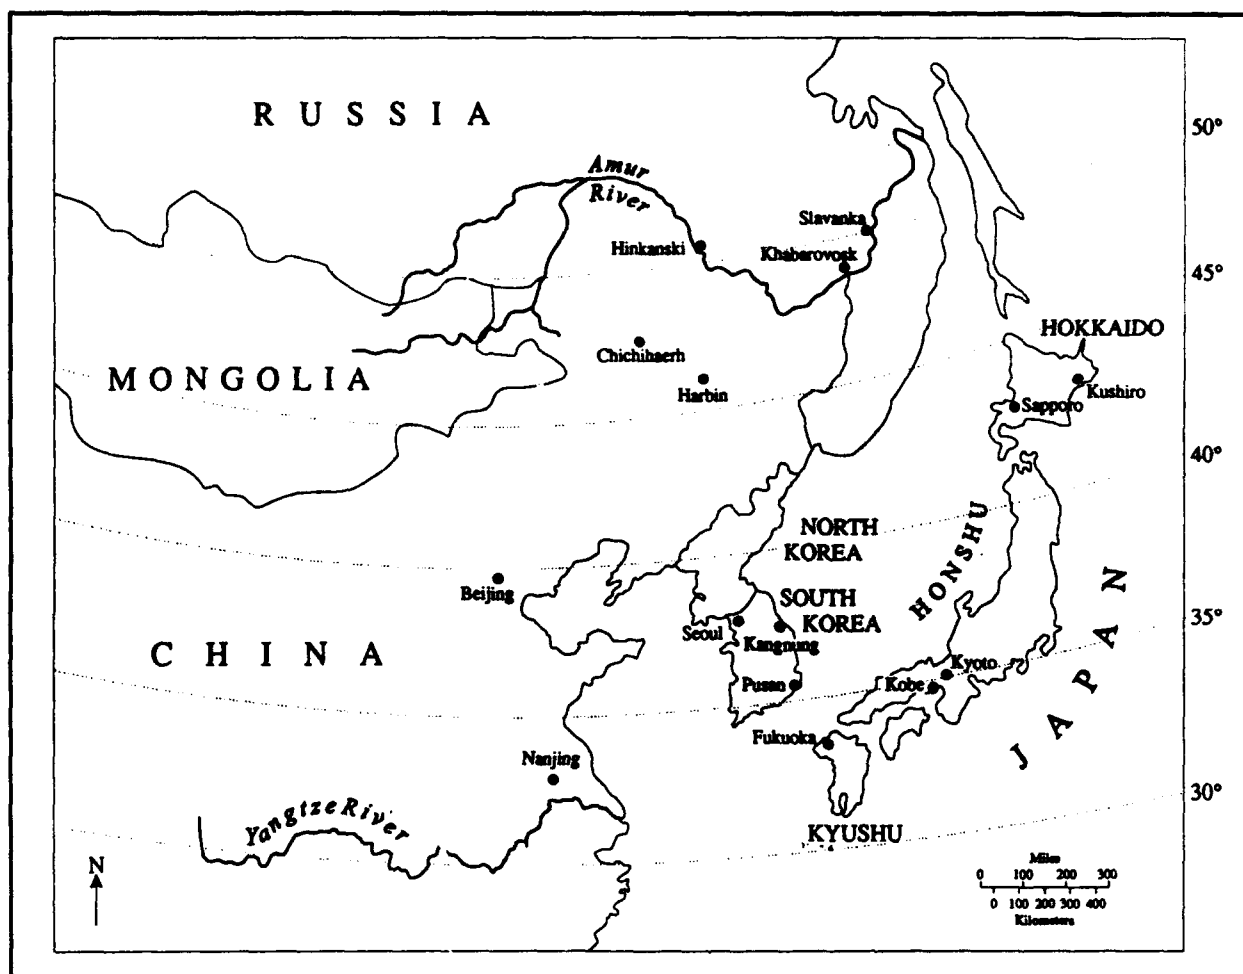 RUSSIA
50°
Amur
River
Slavanka
Hinkanski
Khabarovosk
45°
HOKKAIDO
Chichihaerh
MONGOLIA
Harbin
Kushiro
Sapporo
40°
NORTH
KOREA
HONSHU
Beijing
SOUTH
KOREA
35°
Seoul
Kangnung
CHINA
JAPAN
Kyoto
Pusan
Kobe
Fukuoka
Nanjing
30°
Yangtze River
KYUSHU
N
Miles
0 100 200 300
0 100 200 300 400
Kilometers